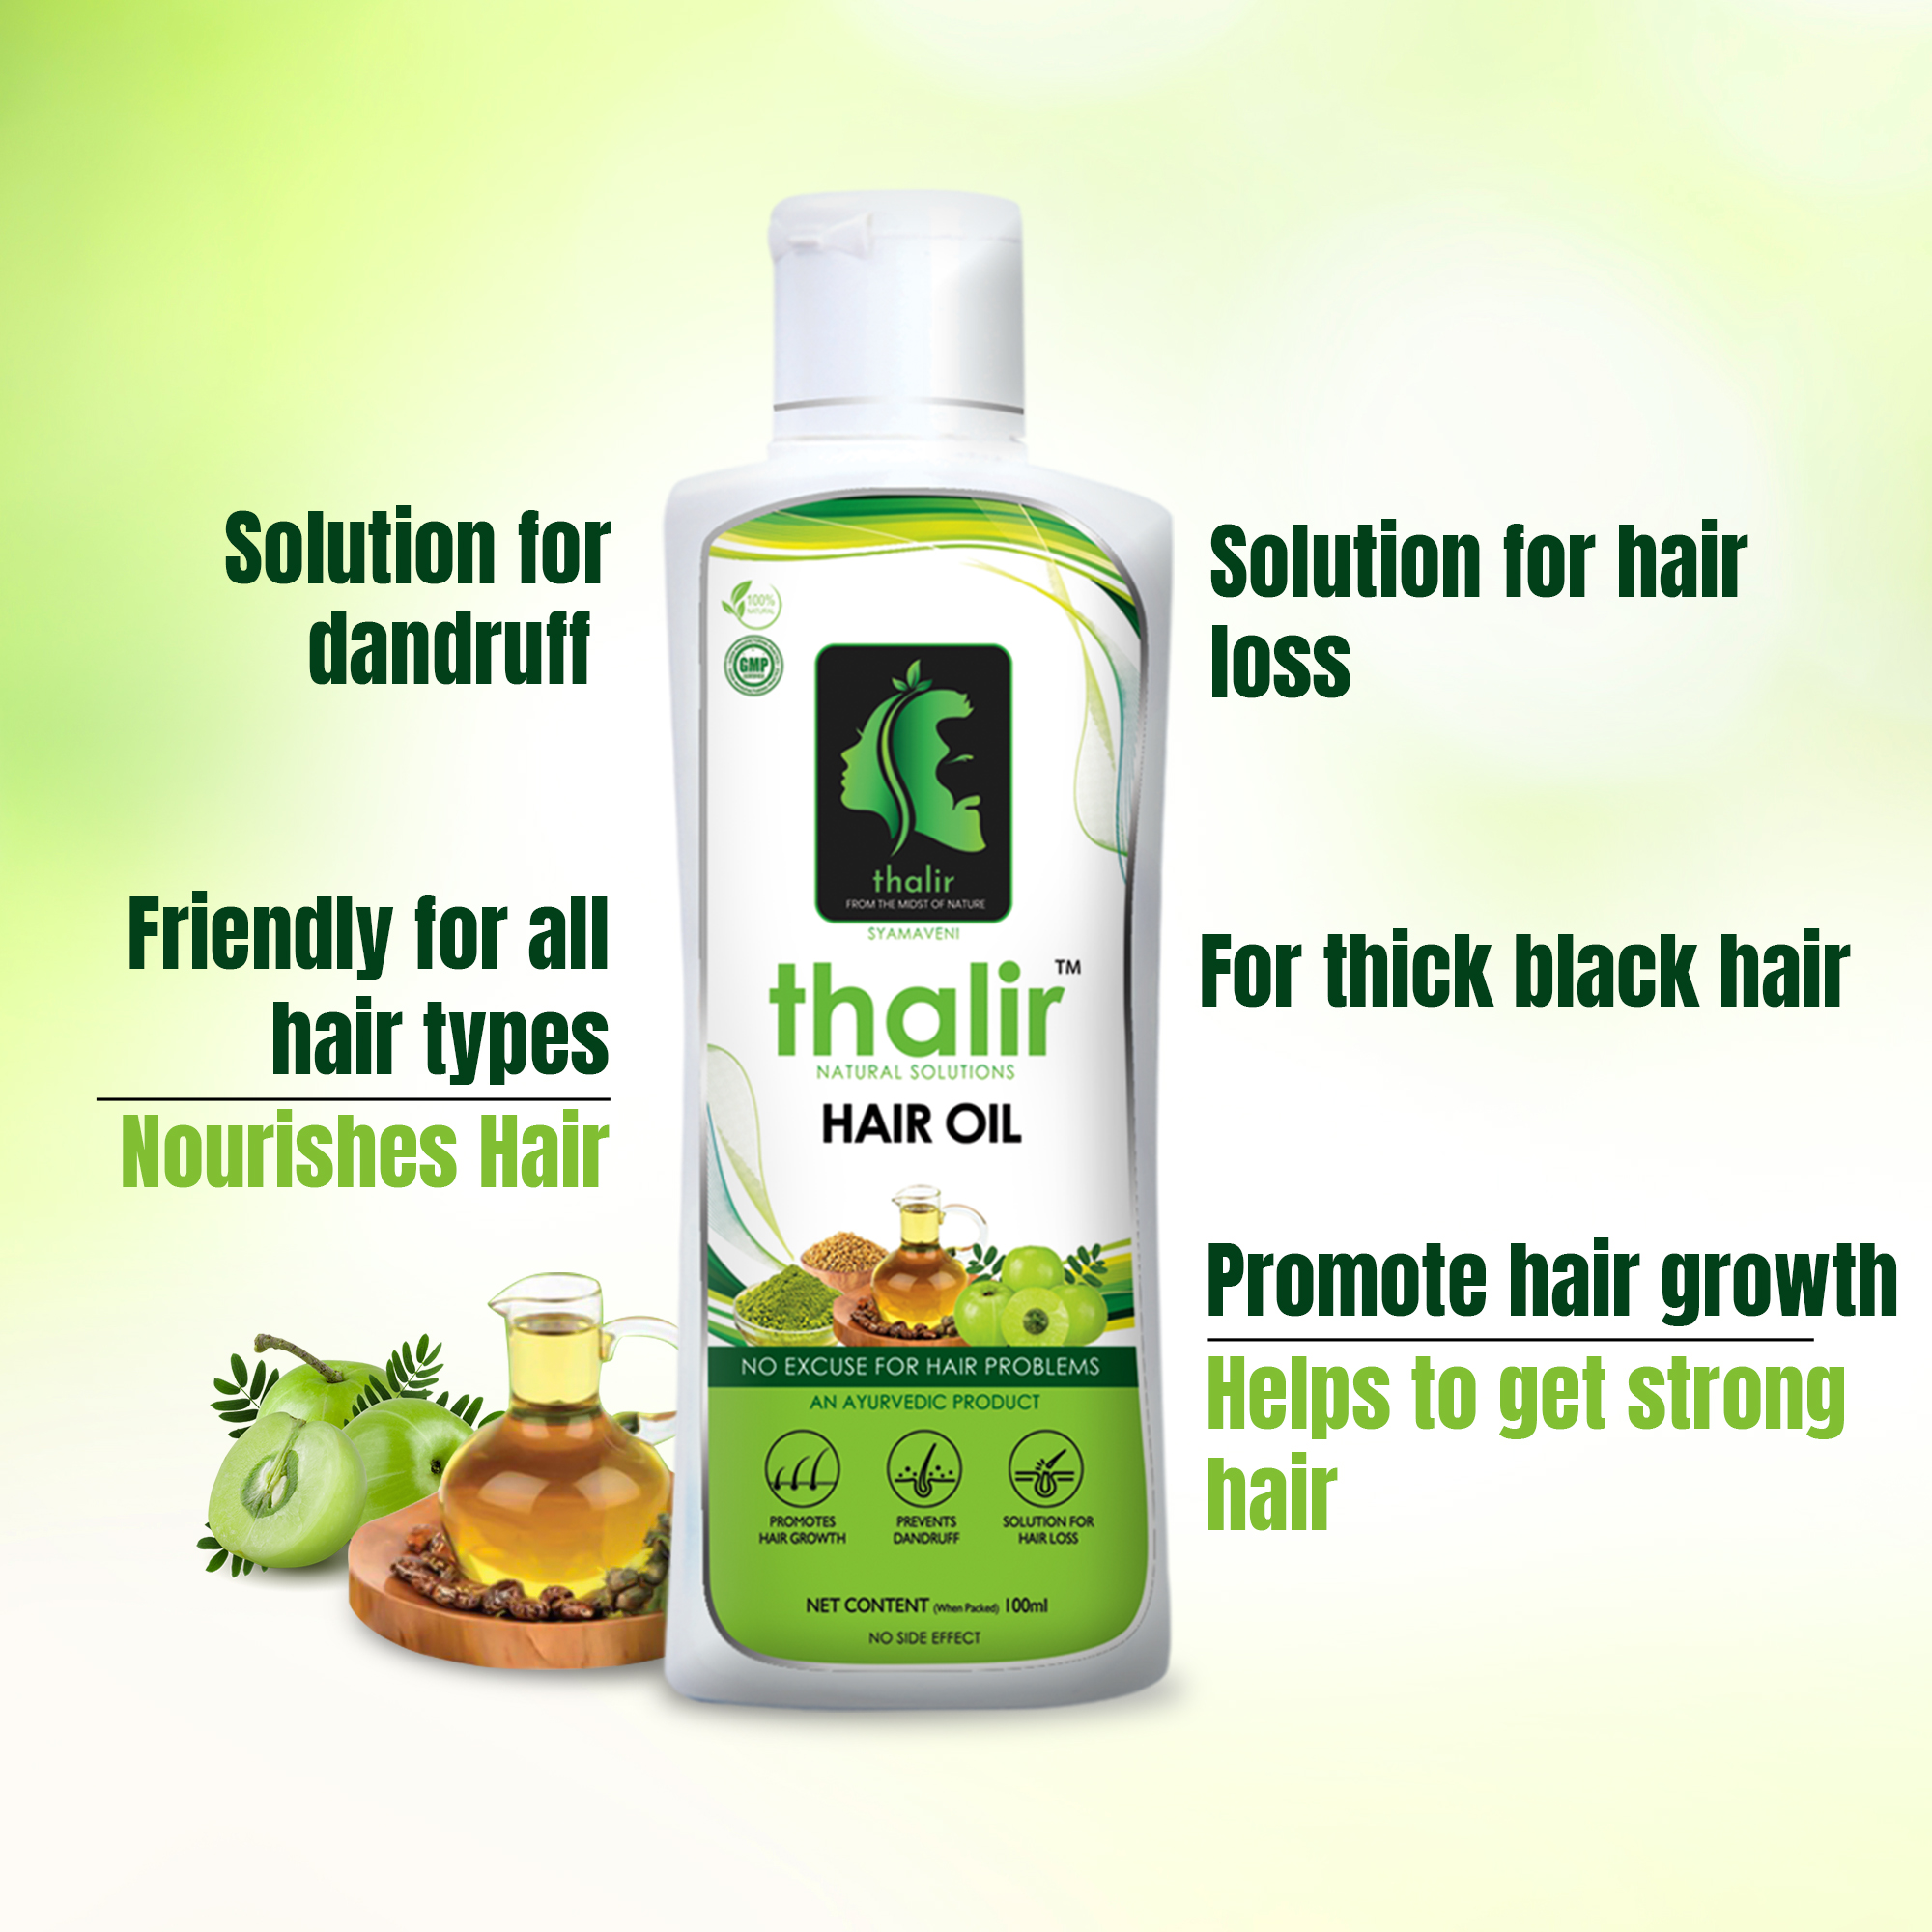 Solution for
dandruff
Friendly for all
hair types
Nourishes Hair
100%
NATURAL
GMP
thalir
FROM THE MIDST OF NATURE
SYAMAVENI
thalir™
NATURAL SOLUTIONS
HAIR OIL
NO EXCUSE FOR HAIR PROBLEMS
AN AYURVEDIC PRODUCT
PROMOTES
HAIR GROWTH
PREVENTS
DANDRUFF
SOLUTION FOR
HAIR LOSS
NET CONTENT (When Packed) 100ml
NO SIDE EFFECT
Solution for hair
loss
For thick black hair
Promote hair growth
Helps to get strong
hair